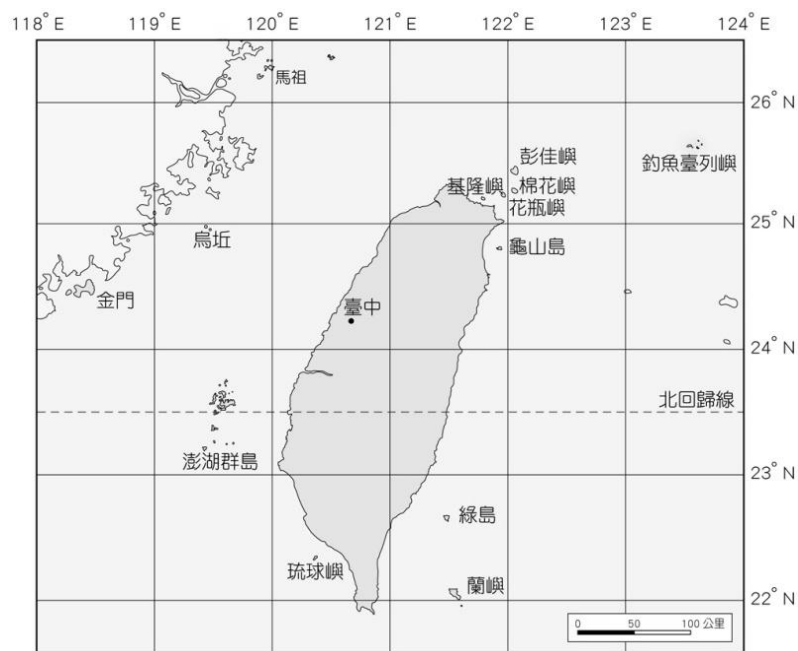 118° E 119° E 120° E 121° E 122° E 123° E 124° E
馬祖
26° N
彭佳嶼
釣魚臺列嶼
基隆嶼 棉花嶼
花瓶嶼
25° N
烏坵
龜山島
金門
臺中
24° N
北回歸線
澎湖群島
23° N
綠島
琉球嶼
蘭嶼
22° N
0 50 100 公里